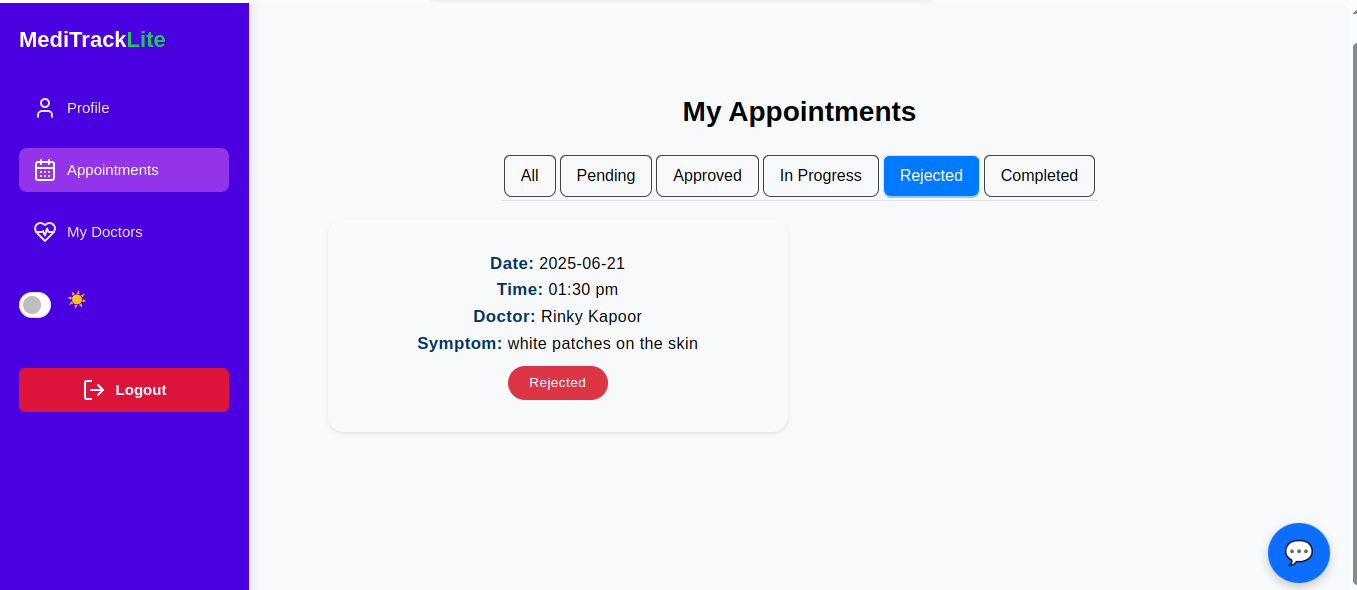 MediTrackLite
Profile
Appointments
My Doctors
Logout
My Appointments
All Pending Approved In Progress Rejected Completed
Date: 2025-06-21
Time: 01:30 pm
Doctor: Rinky Kapoor
Symptom: white patches on the skin
Rejected